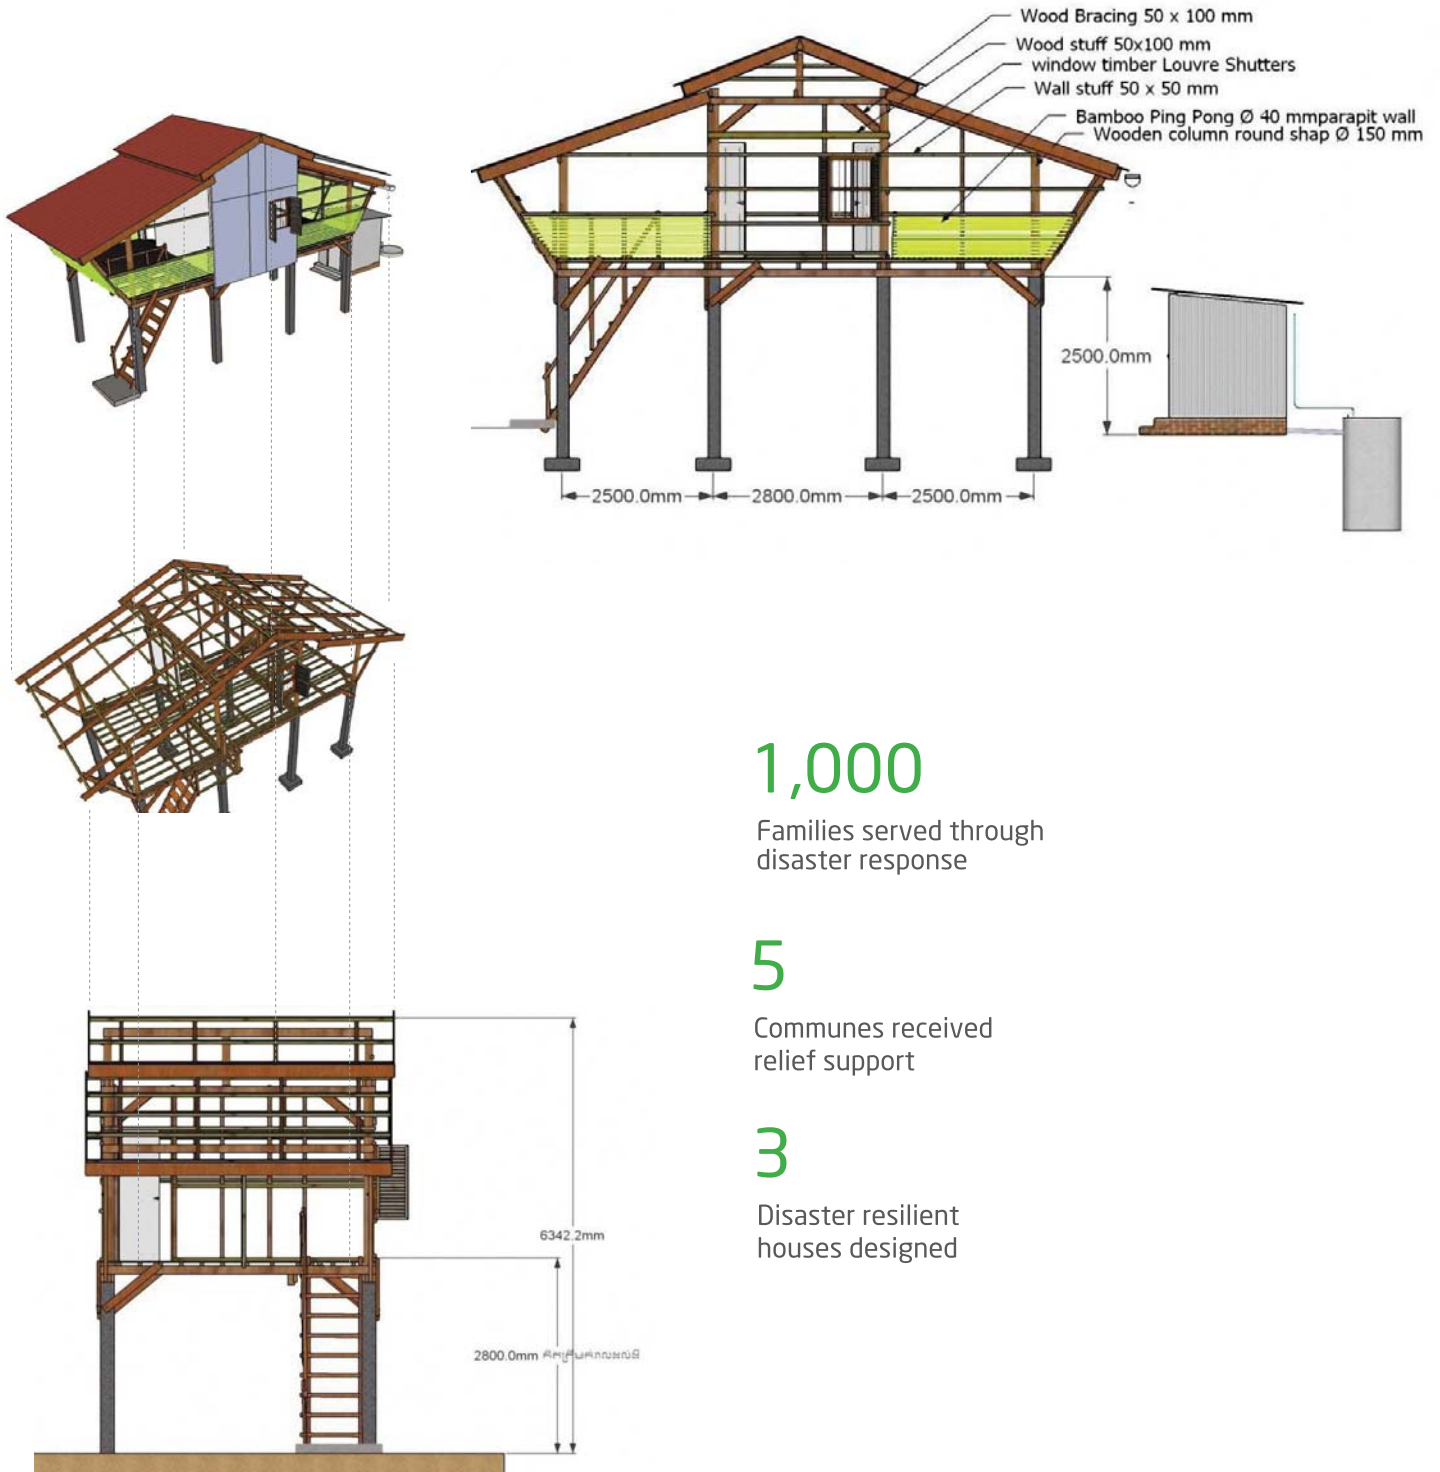 Wood Bracing 50 x 100 mm
Wood stuff 50x100 mm
window timber Louvre Shutters
Wall stuff 50 x 50 mm
Bamboo Ping Pong Ø 40 mmparapit wall
Wooden column round shap Ø 150 mm
2500.0mm
2500.0mm
2800.0mm
2500.0mm
1,000
Families served through
disaster response
5
Communes received
relief support
3
Disaster resilient
houses designed
6342.2mm
2800.0mm